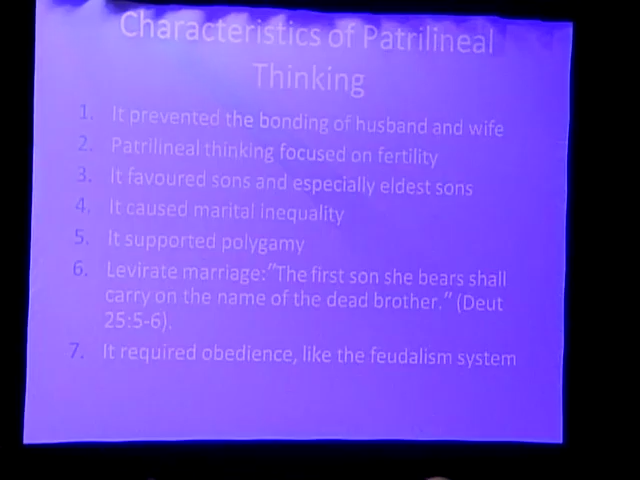 Characteristics of Patrilineal
Thinking
1. It prevented the bonding of husband and wife
2. Patrilineal thinking focused on fertility
3. It favoured sons and especially eldest sons
4. It caused marital inequality
5. It supported polygamy
6. Levirate marriage:"The first son she bears shall
carry on the name of the dead brother." (Deut
25:5-6).
7. It required obedience, like the feudalism system